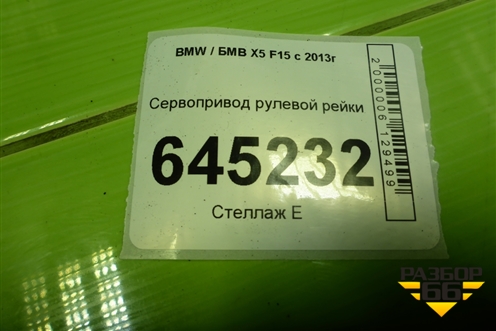 BMW / БМВ X5 F15 с 2013г
Сервопривод рулевой рейки
645232
Стеллаж Е
2000006129499
РАЗБОР
66